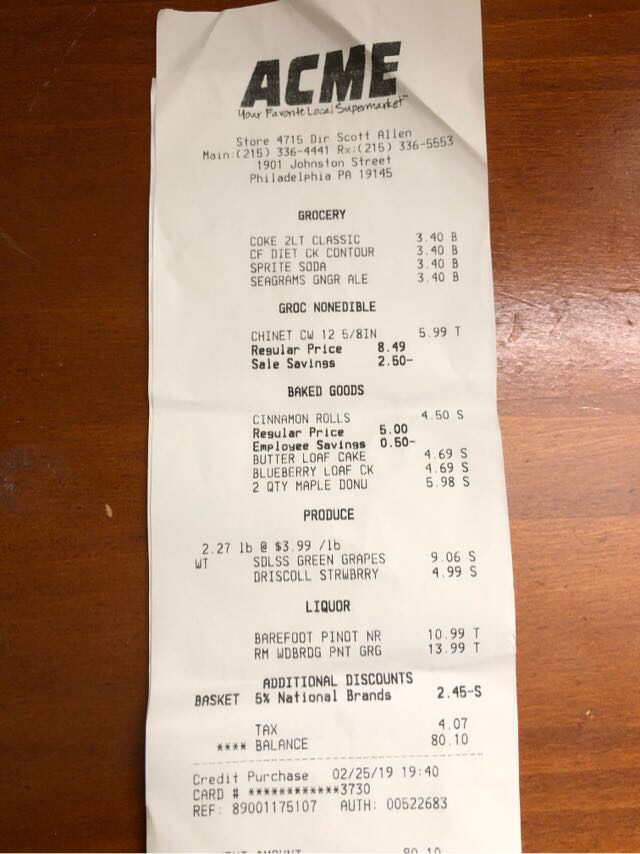 ACME
Your Favorite Local Supermarket™
Store 4715 Dir Scott Allen
Main:(215) 336-4441 Rx:(215) 336-5553
1901 Johnston Street
Philadelphia PA 19145
GROCERY
COKE 2LT CLASSIC 3.40 B
CF DIET CK CONTOUR 3.40 B
SPRITE SODA 3.40 B
SEAGRAMS GNGR ALE 3.40 B
GROC NONEDIBLE
CHINET CW 12 5/8IN 5.99 T
Regular Price 8.49
Sale Savings 2.50-
BAKED GOODS
CINNAMON ROLLS 4.50 S
Regular Price 5.00
Employee Savings 0.50-
BUTTER LOAF CAKE 4.69 S
BLUEBERRY LOAF CK 4.69 S
2 QTY MAPLE DONU 5.98 S
PRODUCE
2.27 lb @ $3.99 /lb
WT SDLSS GREEN GRAPES 9.06 S
DRISCOLL STRWBRRY 4.99 S
LIQUOR
BAREFOOT PINOT NR 10.99 T
RM WDBRDG PNT GRG 13.99 T
ADDITIONAL DISCOUNTS
BASKET 5% National Brands 2.45-S
TAX 4.07
**** BALANCE 80.10
Credit Purchase 02/25/19 19:40
CARD # ************3730
REF: 89001175107 AUTH: 00522683
AMOUNT 80.10